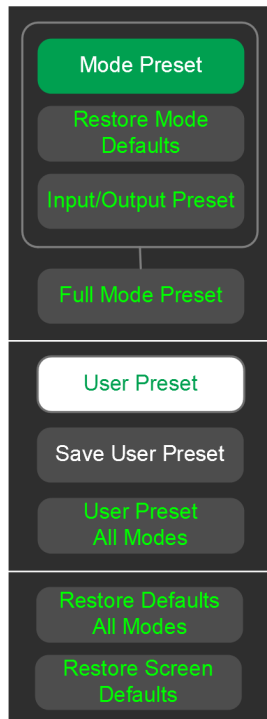 Mode Preset
Restore Mode
Defaults
Input/Output Preset
Full Mode Preset
User Preset
Save User Preset
User Preset
All Modes
Restore Defaults
All Modes
Restore Screen
Defaults